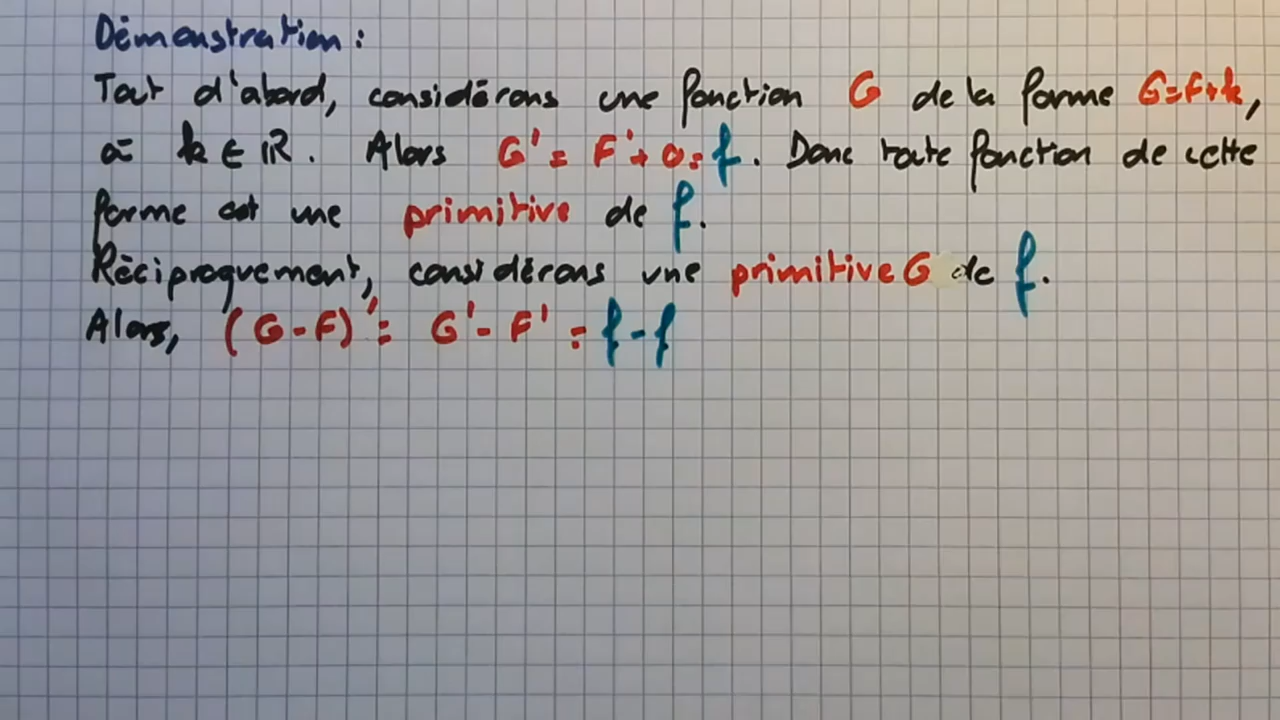 Démonstration :
Tout d'abord, considérons une fonction G de la forme G=F+k,
où k ∈ ℝ. Alors G' = F' + 0 = f. Donc toute fonction de cette
forme est une primitive de f.
Réciproquement, considérons une primitive G de f.
Alors, (G-F)' = G' - F' = f - f